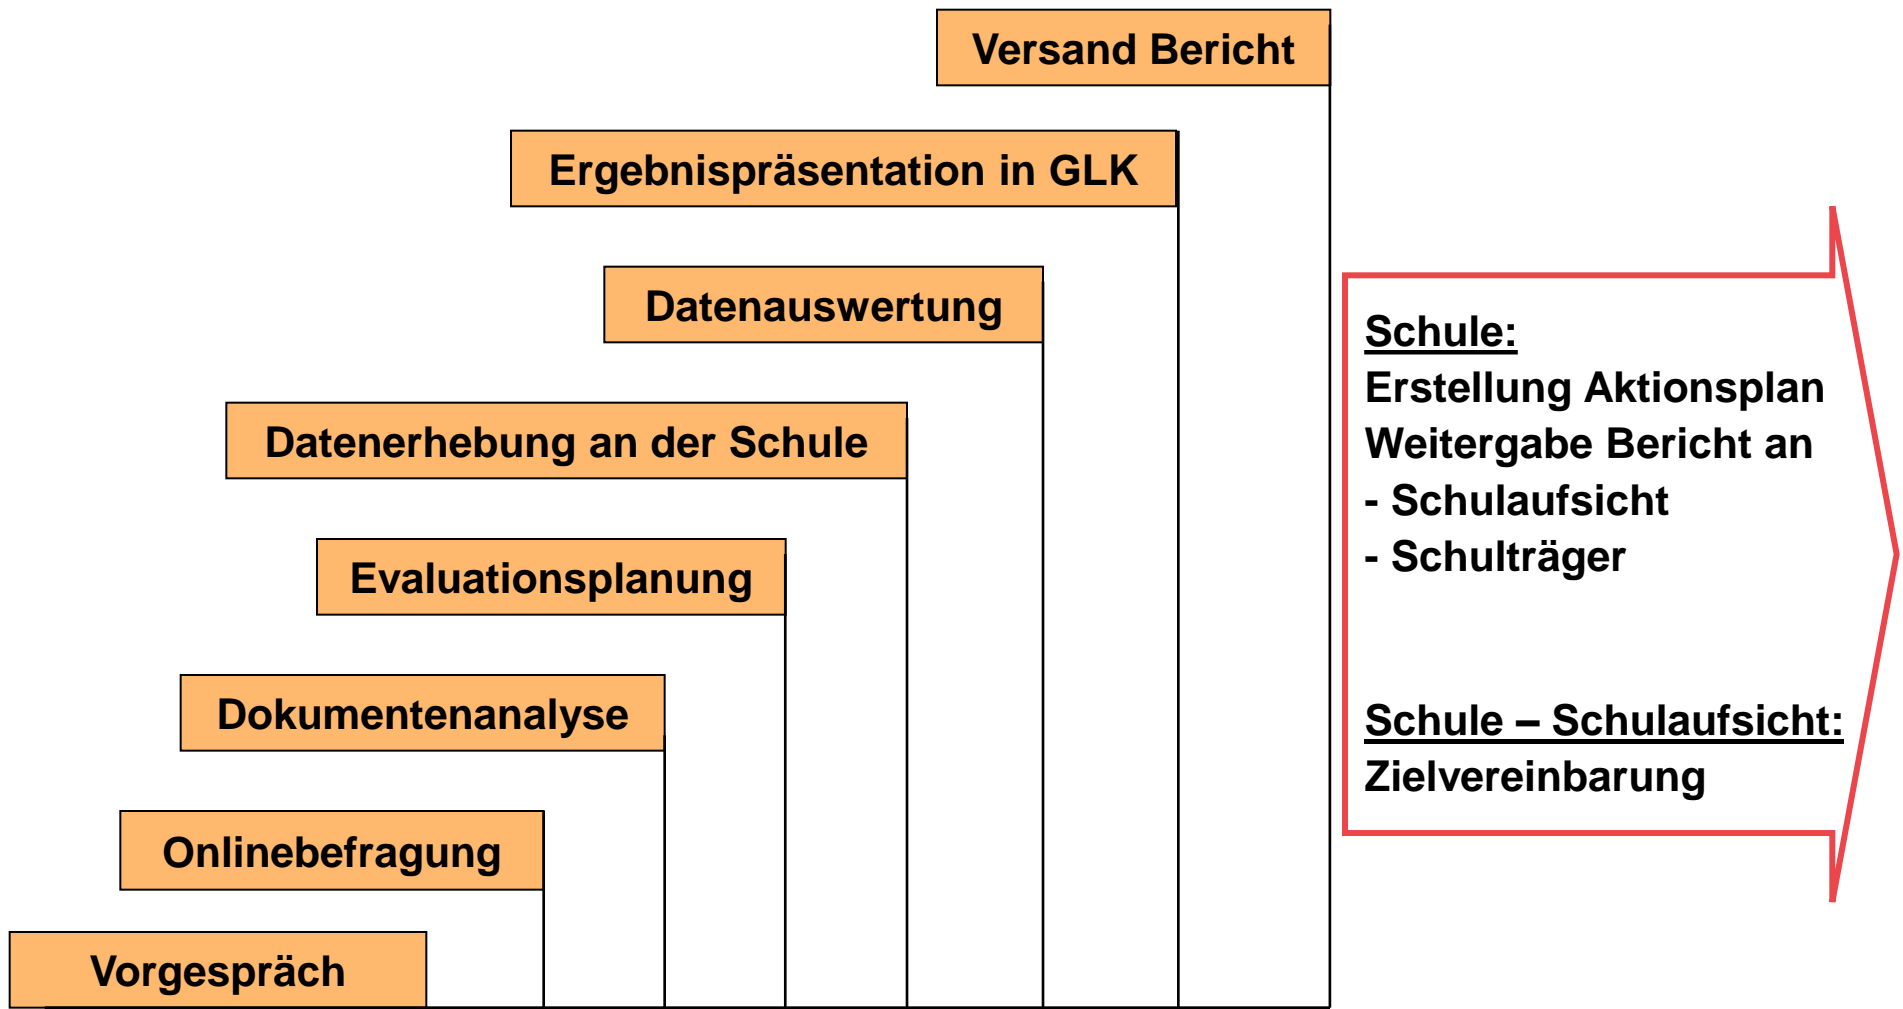 Versand Bericht
Ergebnispräsentation in GLK
Datenauswertung
Datenerhebung an der Schule
Evaluationsplanung
Dokumentenanalyse
Onlinebefragung
Vorgespräch
Schule:
Erstellung Aktionsplan
Weitergabe Bericht an
- Schulaufsicht
- Schulträger
Schule – Schulaufsicht:
Zielvereinbarung